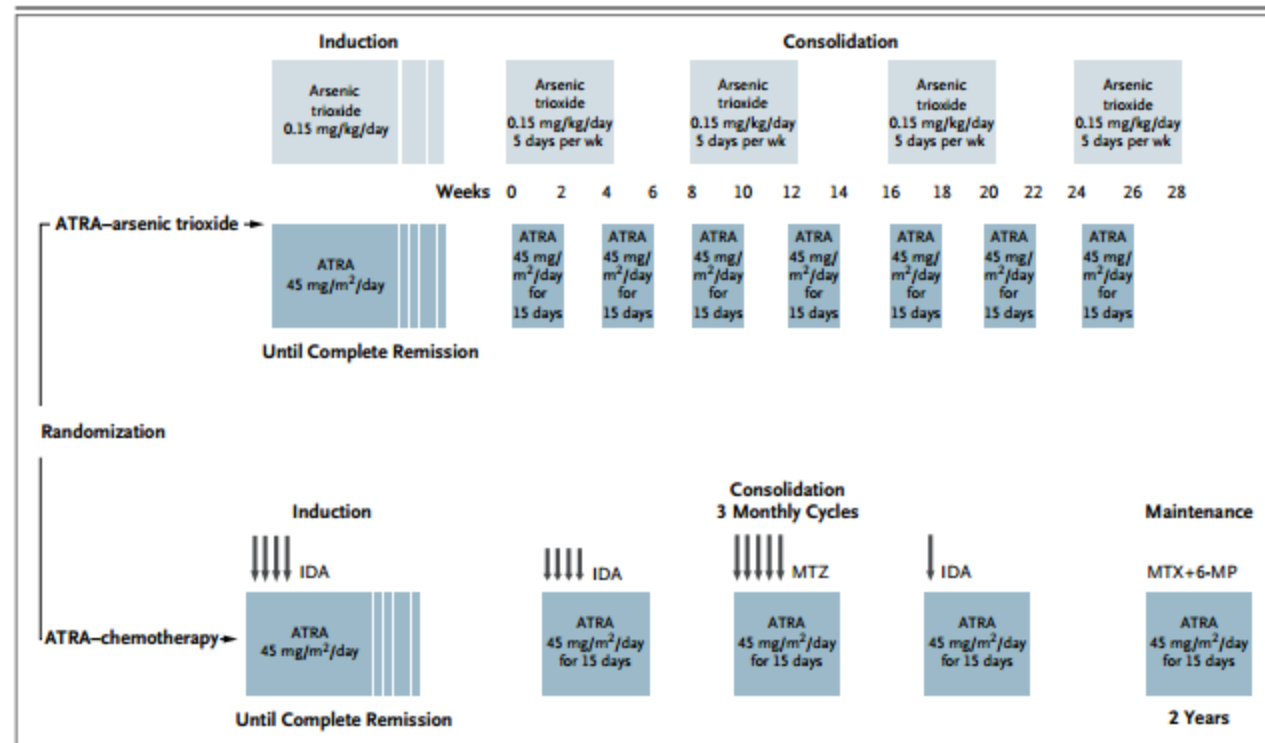 Induction
Consolidation
Arsenic
trioxide
0.15 mg/kg/day
Arsenic
trioxide
0.15 mg/kg/day
5 days per wk
Arsenic
trioxide
0.15 mg/kg/day
5 days per wk
Arsenic
trioxide
0.15 mg/kg/day
5 days per wk
Arsenic
trioxide
0.15 mg/kg/day
5 days per wk
Weeks 0 2 4 6 8 10 12 14 16 18 20 22 24 26 28
ATRA–arsenic trioxide
ATRA
45 mg/m²/day
ATRA
45 mg/
m²/day
for
15 days
ATRA
45 mg/
m²/day
for
15 days
ATRA
45 mg/
m²/day
for
15 days
ATRA
45 mg/
m²/day
for
15 days
ATRA
45 mg/
m²/day
for
15 days
ATRA
45 mg/
m²/day
for
15 days
ATRA
45 mg/
m²/day
for
15 days
Until Complete Remission
Randomization
Induction
Consolidation
3 Monthly Cycles
Maintenance
IDA
IDA
MTZ
IDA
MTX+6-MP
ATRA–chemotherapy
ATRA
45 mg/m²/day
ATRA
45 mg/m²/day
for 15 days
ATRA
45 mg/m²/day
for 15 days
ATRA
45 mg/m²/day
for 15 days
ATRA
45 mg/m²/day
for 15 days
Until Complete Remission
2 Years